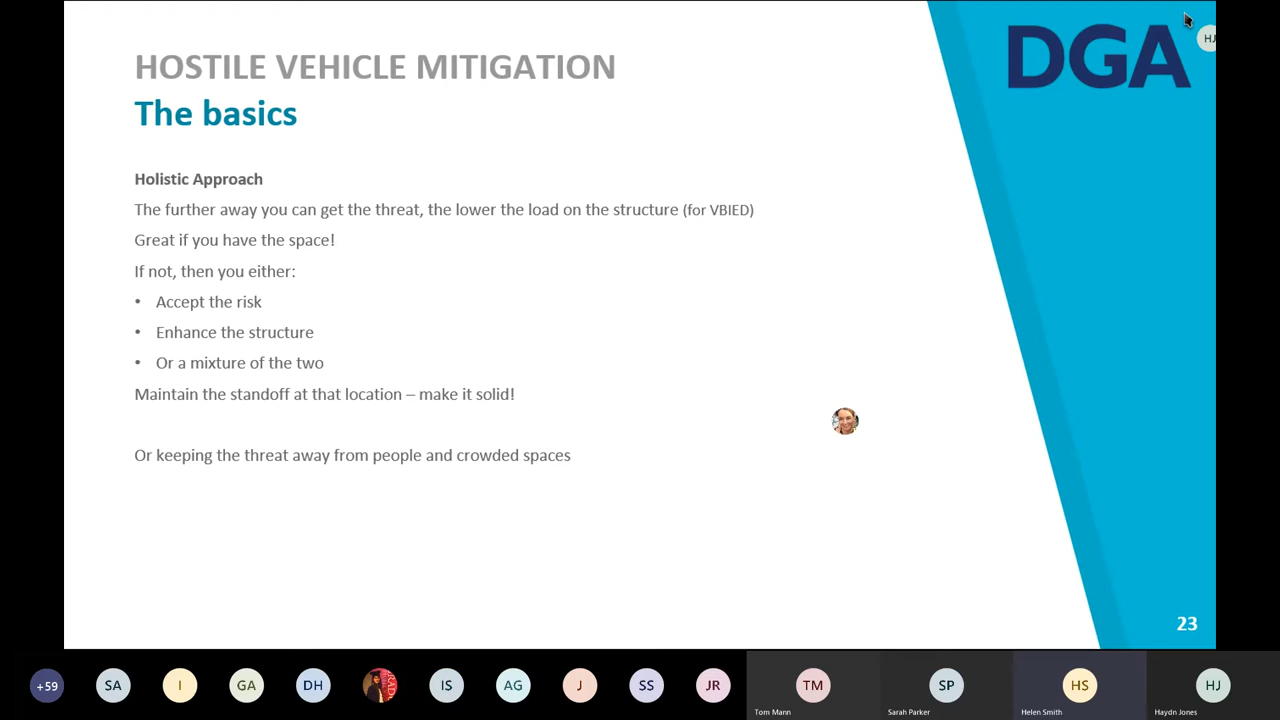 HOSTILE VEHICLE MITIGATION
The basics
DGA
HJ
Holistic Approach
The further away you can get the threat, the lower the load on the structure (for VBIED)
Great if you have the space!
If not, then you either:
• Accept the risk
• Enhance the structure
• Or a mixture of the two
Maintain the standoff at that location – make it solid!
Or keeping the threat away from people and crowded spaces
23
+59
SA
I
GA
DH
IS
AG
J
SS
JR
TM
SP
HS
HJ
Tom Mann
Sarah Parker
Helen Smith
Haydn Jones